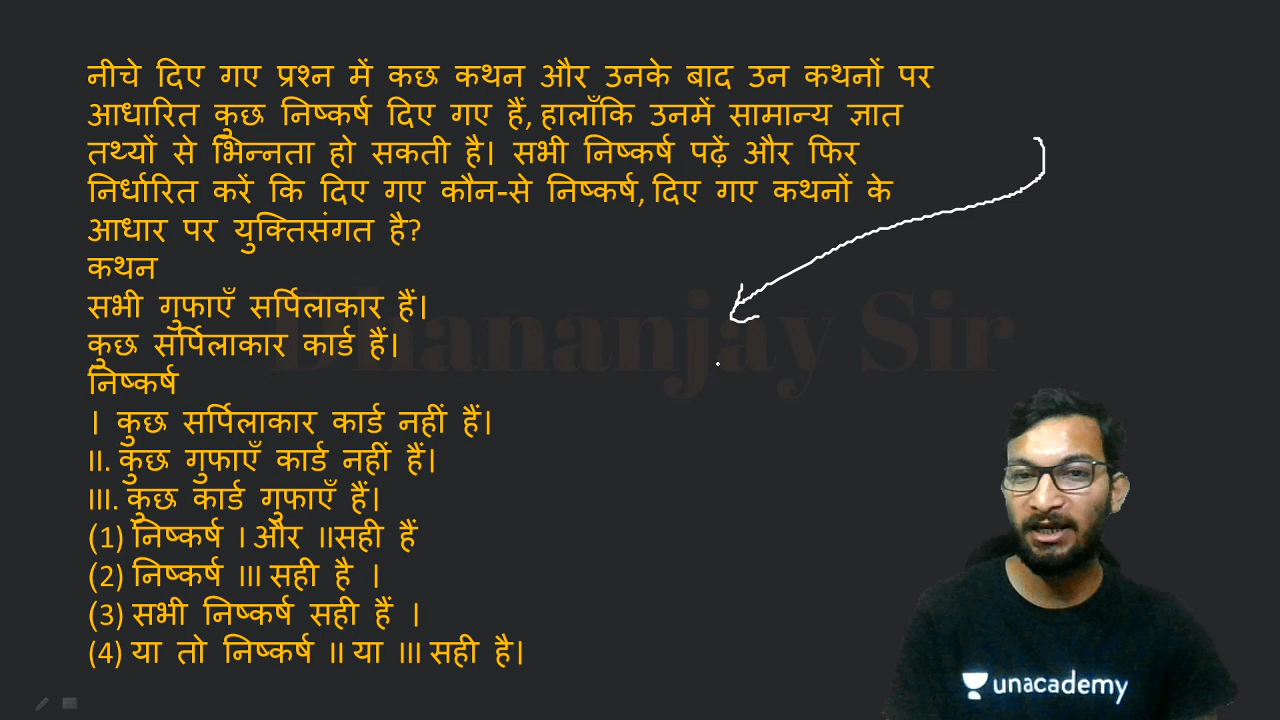 नीचे दिए गए प्रश्न में कछ कथन और उनके बाद उन कथनों पर
आधारित कुछ निष्कर्ष दिए गए हैं, हालाँकि उनमें सामान्य ज्ञात
तथ्यों से भिन्नता हो सकती है। सभी निष्कर्ष पढ़ें और फिर
निर्धारित करें कि दिए गए कौन-से निष्कर्ष, दिए गए कथनों के
आधार पर युक्तिसंगत है?
कथन
सभी गुफाएँ सर्पिलाकार हैं।
कुछ सर्पिलाकार कार्ड हैं।
Dhananjay Sir
निष्कर्ष
। कुछ सर्पिलाकार कार्ड नहीं हैं।
II. कुछ गुफाएँ कार्ड नहीं हैं।
III. कुछ कार्ड गुफाएँ हैं।
(1) निष्कर्ष । और ॥सही हैं
(2) निष्कर्ष III सही है ।
(3) सभी निष्कर्ष सही हैं ।
(4) या तो निष्कर्ष II या III सही है।
unacademy